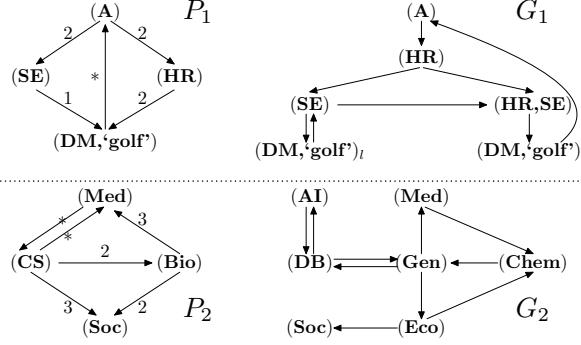 (A) P1 (A) G1
2 2
(HR)
(SE) * (HR) (SE) (HR,SE)
1 2
(DM,‘golf’) (DM,‘golf’)l (DM,‘golf’)
(Med) (AI) (Med)
* * 3
(CS) 2 (Bio) (DB) (Gen) (Chem)
3 2
(Soc) P2 (Soc) (Eco) G2